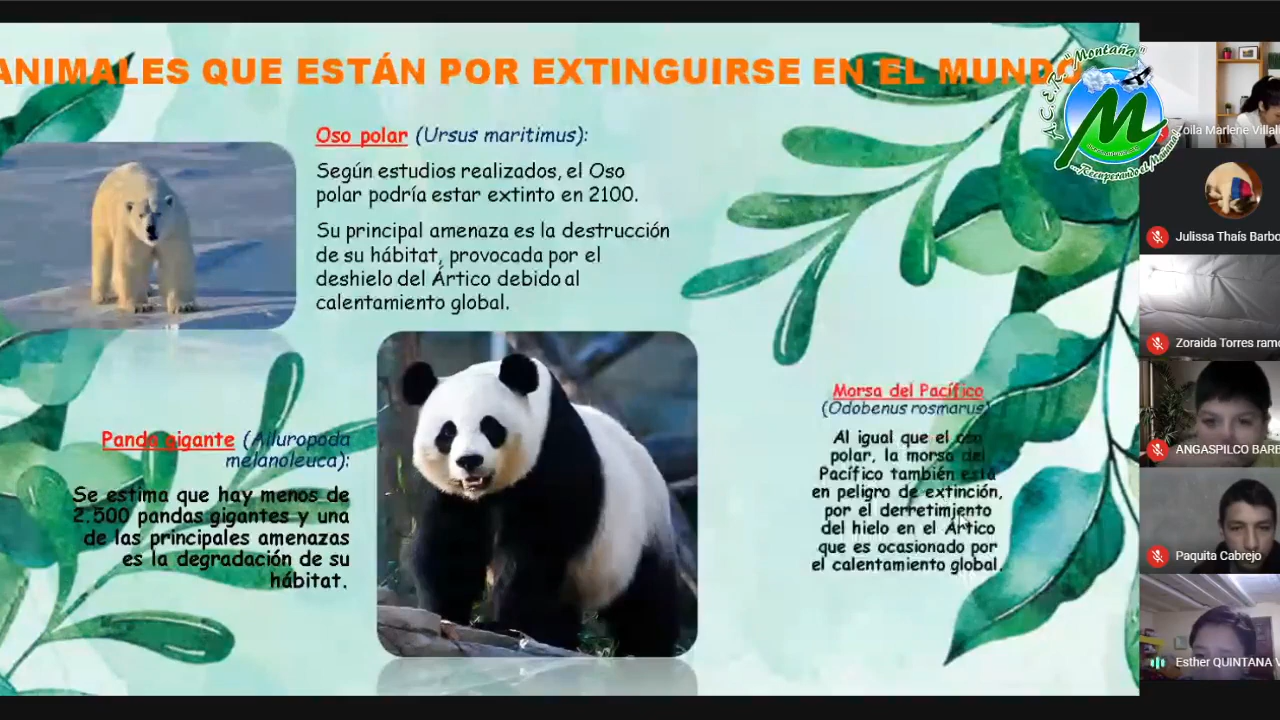 ANIMALES QUE ESTÁN POR EXTINGUIRSE EN EL MUNDO
A.C.E.R. "Montaña"
M
...Recuperando el Mañana
Oso polar (Ursus maritimus):
Según estudios realizados, el Oso
polar podría estar extinto en 2100.
Su principal amenaza es la destrucción
de su hábitat, provocada por el
deshielo del Ártico debido al
calentamiento global.
Panda gigante (Ailuropoda
melanoleuca):
Se estima que hay menos de
2.500 pandas gigantes y una
de las principales amenazas
es la degradación de su
hábitat.
Morsa del Pacífico
(Odobenus rosmarus)
Al igual que el oso
polar, la morsa del
Pacífico también está
en peligro de extinción,
por el derretimiento
del hielo en el Ártico
que es ocasionado por
el calentamiento global.
Zoila Marlene Villal
Julissa Thaís Barbo
Zoraida Torres ramo
ANGASPILCO BARB
Paquita Cabrejo
Esther QUINTANA V